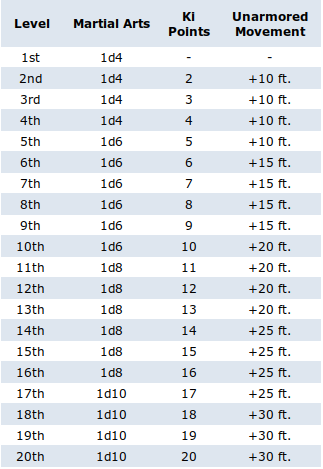 Level Martial Arts Ki Points Unarmored Movement
1st 1d4 - -
2nd 1d4 2 +10 ft.
3rd 1d4 3 +10 ft.
4th 1d4 4 +10 ft.
5th 1d6 5 +10 ft.
6th 1d6 6 +15 ft.
7th 1d6 7 +15 ft.
8th 1d6 8 +15 ft.
9th 1d6 9 +15 ft.
10th 1d6 10 +20 ft.
11th 1d8 11 +20 ft.
12th 1d8 12 +20 ft.
13th 1d8 13 +20 ft.
14th 1d8 14 +25 ft.
15th 1d8 15 +25 ft.
16th 1d8 16 +25 ft.
17th 1d10 17 +25 ft.
18th 1d10 18 +30 ft.
19th 1d10 19 +30 ft.
20th 1d10 20 +30 ft.